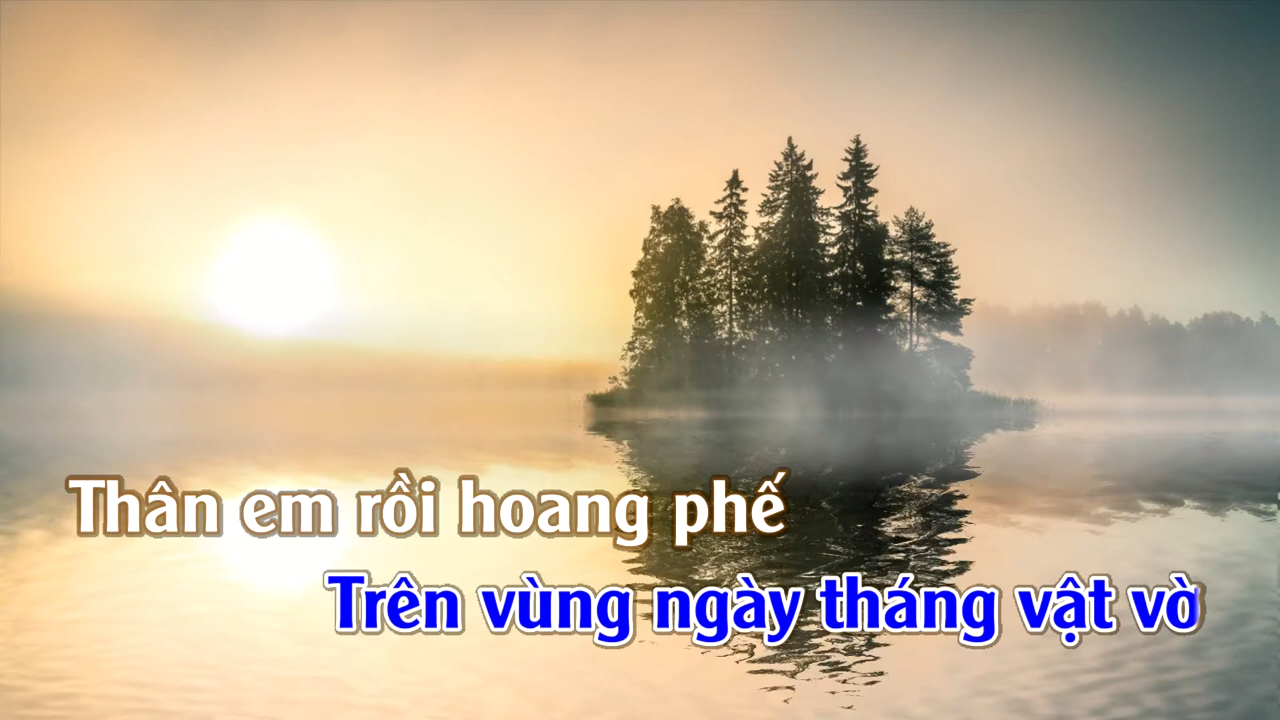 Thân em rồi hoang phế
Trên vùng ngày tháng vật vờ